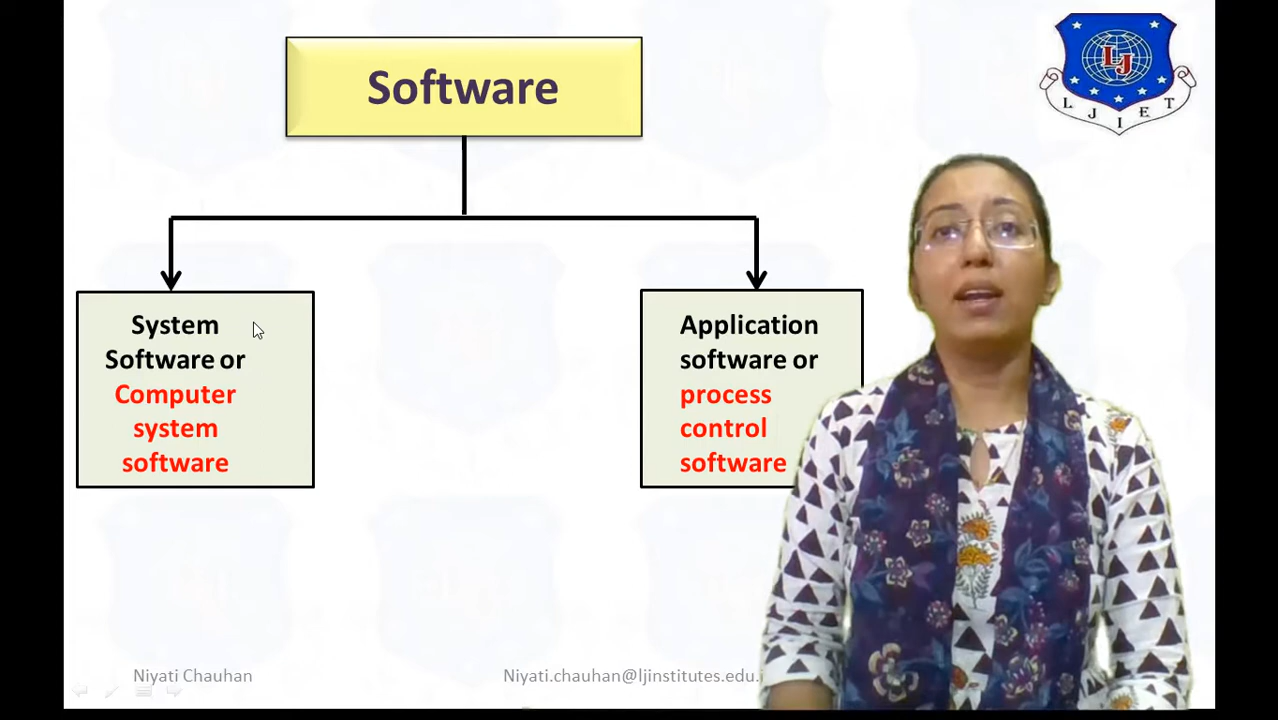 Software
LJ
L J I E T
System
Software or
Computer
system
software
Application
software or
process
control
software
Niyati Chauhan
Niyati.chauhan@ljinstitutes.edu.